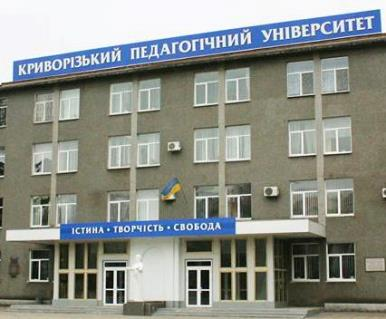 КРИВОРІЗЬКИЙ ПЕДАГОГІЧНИЙ УНІВЕРСИТЕТ
ІСТИНА • ТВОРЧІСТЬ • СВОБОДА